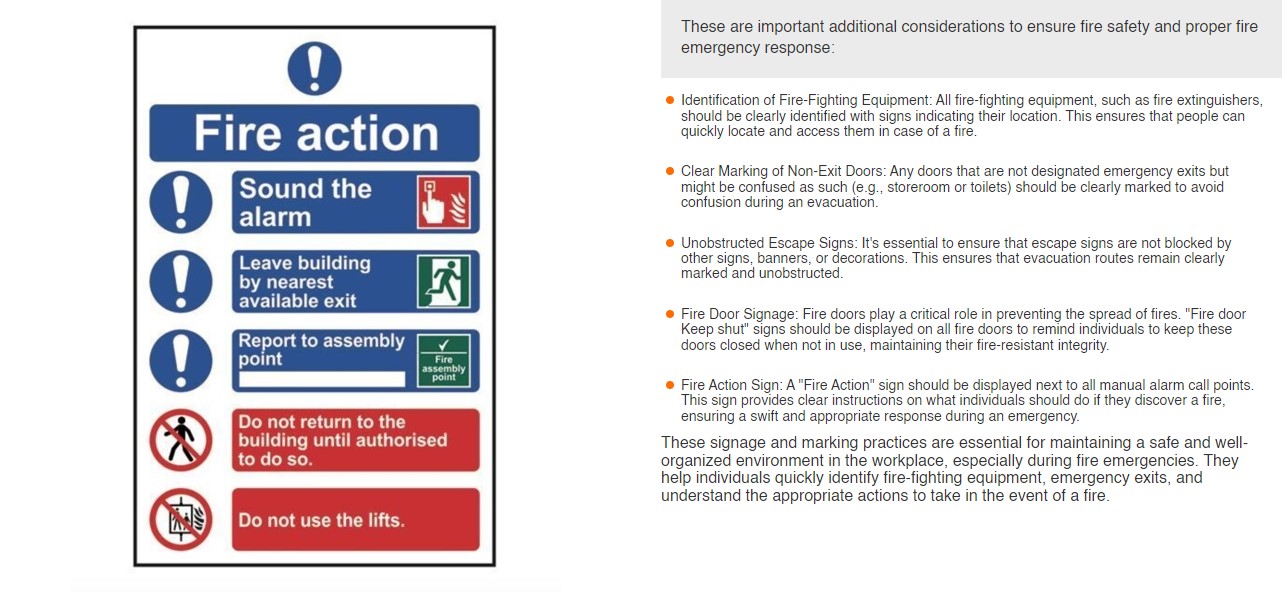 Fire action
Sound the
alarm
Leave building
by nearest
available exit
Report to assembly
point
Fire
assembly
point
Do not return to the
building until authorised
to do so.
Do not use the lifts.
These are important additional considerations to ensure fire safety and proper fire
emergency response:
Identification of Fire-Fighting Equipment: All fire-fighting equipment, such as fire extinguishers,
should be clearly identified with signs indicating their location. This ensures that people can
quickly locate and access them in case of a fire.
Clear Marking of Non-Exit Doors: Any doors that are not designated emergency exits but
might be confused as such (e.g., storeroom or toilets) should be clearly marked to avoid
confusion during an evacuation.
Unobstructed Escape Signs: It's essential to ensure that escape signs are not blocked by
other signs, banners, or decorations. This ensures that evacuation routes remain clearly
marked and unobstructed.
Fire Door Signage: Fire doors play a critical role in preventing the spread of fires. "Fire door
Keep shut" signs should be displayed on all fire doors to remind individuals to keep these
doors closed when not in use, maintaining their fire-resistant integrity.
Fire Action Sign: A "Fire Action" sign should be displayed next to all manual alarm call points.
This sign provides clear instructions on what individuals should do if they discover a fire,
ensuring a swift and appropriate response during an emergency.
These signage and marking practices are essential for maintaining a safe and well-
organized environment in the workplace, especially during fire emergencies. They
help individuals quickly identify fire-fighting equipment, emergency exits, and
understand the appropriate actions to take in the event of a fire.